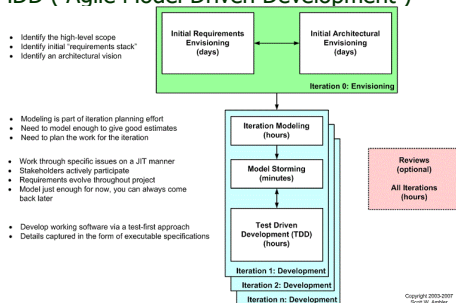 "Agile Model Driven Development"
Identify the high-level scope
Identify initial "requirements stack"
Identify an architectural vision
Initial Requirements
Envisioning
(days)
Initial Architectural
Envisioning
(days)
Iteration 0: Envisioning
Modeling is part of iteration planning effort
Need to model enough to give good estimates
Need to plan the work for the iteration
Iteration Modeling
(hours)
Work through specific issues on a JIT manner
Stakeholders actively participate
Requirements evolve throughout project
Model just enough for now, you can always come
back later
Model Storming
(minutes)
Reviews
(optional)
All Iterations
(hours)
Develop working software via a test-first approach
Details captured in the form of executable specifications
Test Driven
Development (TDD)
(hours)
Iteration 1: Development
Iteration 2: Development
Iteration n: Development
Copyright 2003-2007
Scott W. Ambler